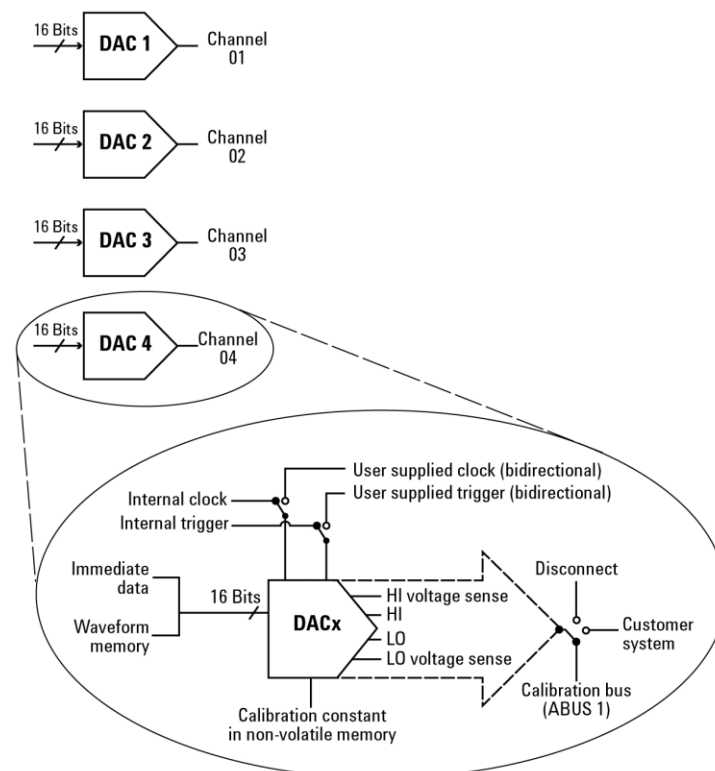 16 Bits
DAC 1
Channel
01
16 Bits
DAC 2
Channel
02
16 Bits
DAC 3
Channel
03
16 Bits
DAC 4
Channel
04
User supplied clock (bidirectional)
Internal clock
User supplied trigger (bidirectional)
Internal trigger
Immediate
data
Waveform
memory
16 Bits
DACx
HI voltage sense
HI
LO
LO voltage sense
Disconnect
Customer
system
Calibration bus
(ABUS 1)
Calibration constant
in non-volatile memory